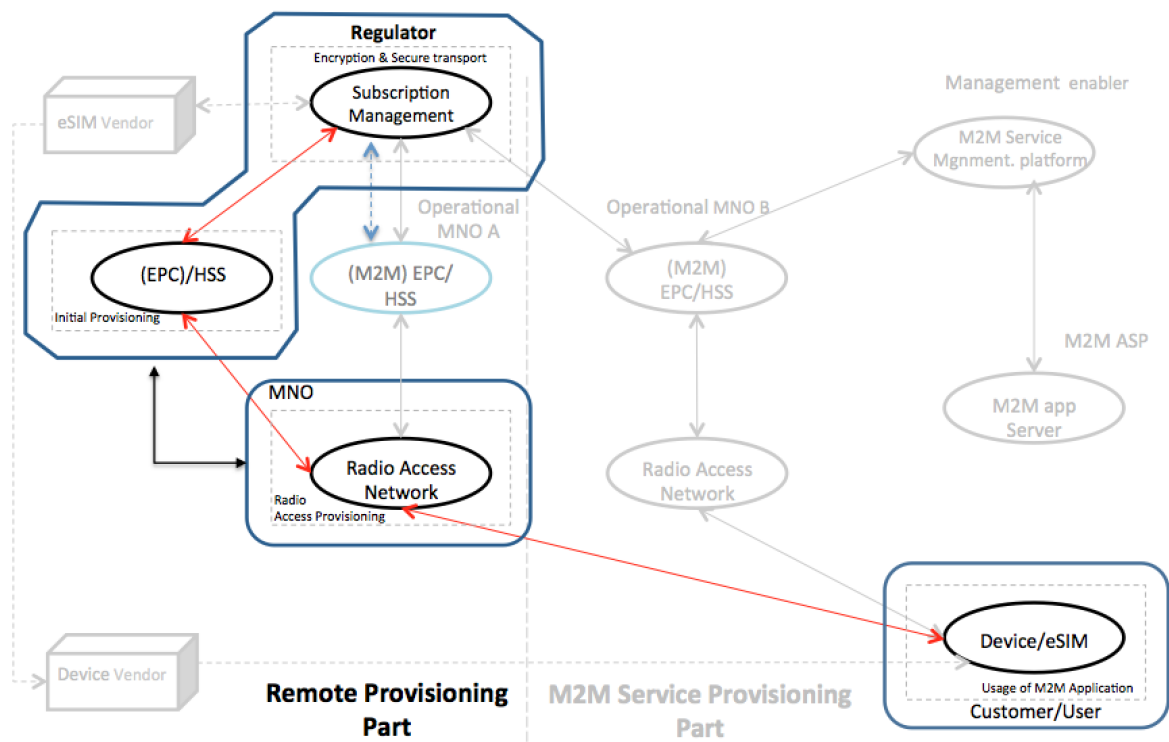 Regulator
Encryption & Secure transport
Subscription
Management
eSIM Vendor
Management enabler
M2M Service
Mgnment. platform
Operational
MNO A
Operational MNO B
(EPC)/HSS
Initial Provisioning
(M2M) EPC/
HSS
(M2M)
EPC/HSS
M2M ASP
M2M app
Server
MNO
Radio Access
Network
Radio
Access Provisioning
Radio Access
Network
Device/eSIM
Usage of M2M Application
Customer/User
Device Vendor
Remote Provisioning
Part
M2M Service Provisioning
Part